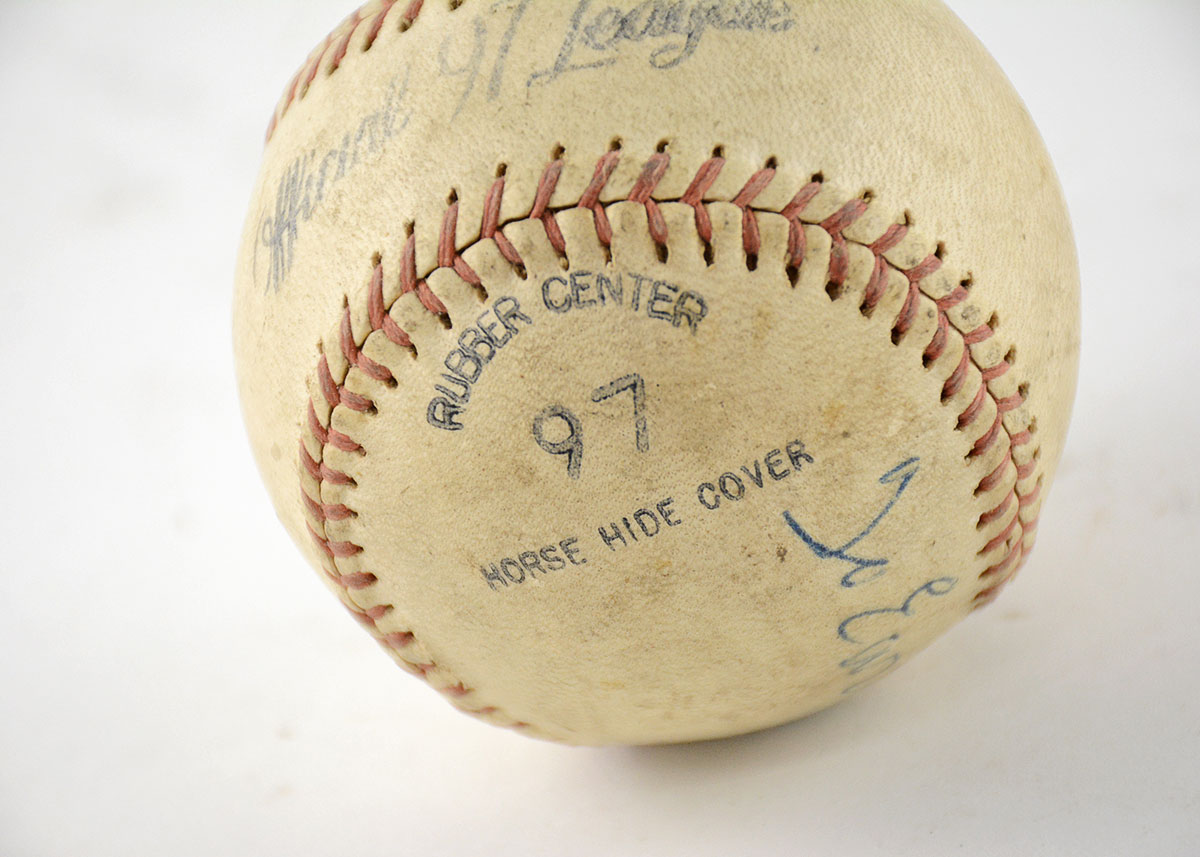 Official 97 League
RUBBER CENTER
97
HORSE HIDE COVER